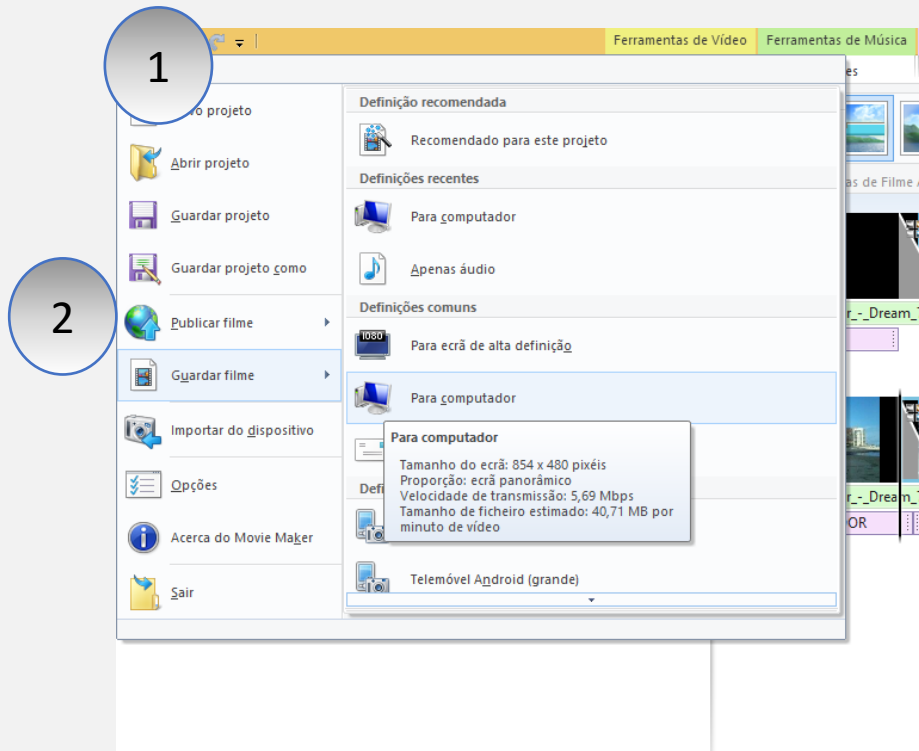 1
Ferramentas de Vídeo
Ferramentas de Música
projeto
Abrir projeto
Guardar projeto
Guardar projeto como
2
Publicar filme
Guardar filme
Importar do dispositivo
Opções
Acerca do Movie Maker
Sair
Definição recomendada
Recomendado para este projeto
Definições recentes
Para computador
Apenas áudio
Definições comuns
1080
Para ecrã de alta definição
Para computador
Para computador
Tamanho do ecrã: 854 x 480 pixéis
Proporção: ecrã panorâmico
Velocidade de transmissão: 5,69 Mbps
Tamanho de ficheiro estimado: 40,71 MB por
minuto de vídeo
Telemóvel Android (grande)
as de Filme
r_-_Dream_
r_-_Dream_
OR